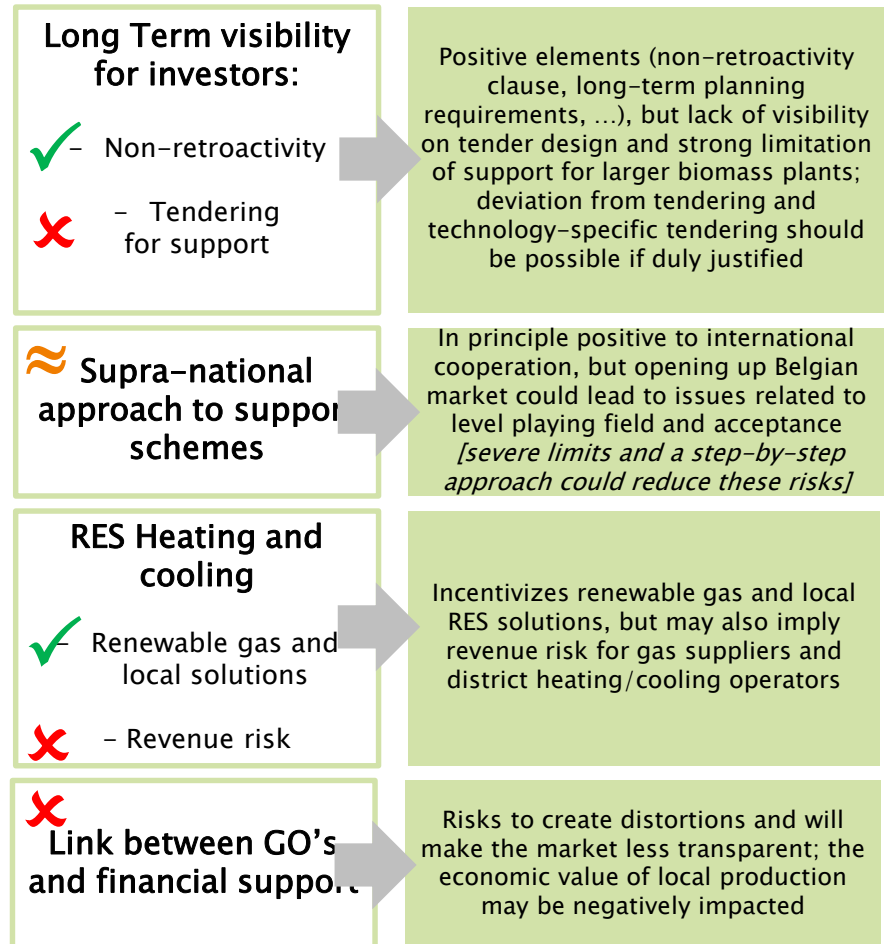 Long Term visibility
for investors:
– Non-retroactivity
– Tendering
for support
Positive elements (non-retroactivity
clause, long-term planning
requirements, …), but lack of visibility
on tender design and strong limitation
of support for larger biomass plants;
deviation from tendering and
technology-specific tendering should
be possible if duly justified
≈ Supra-national
approach to support
schemes
In principle positive to international
cooperation, but opening up Belgian
market could lead to issues related to
level playing field and acceptance
[severe limits and a step-by-step
approach could reduce these risks]
RES Heating and
cooling
– Renewable gas and
local solutions
– Revenue risk
Incentivizes renewable gas and local
RES solutions, but may also imply
revenue risk for gas suppliers and
district heating/cooling operators
Link between GO's
and financial support
Risks to create distortions and will
make the market less transparent; the
economic value of local production
may be negatively impacted